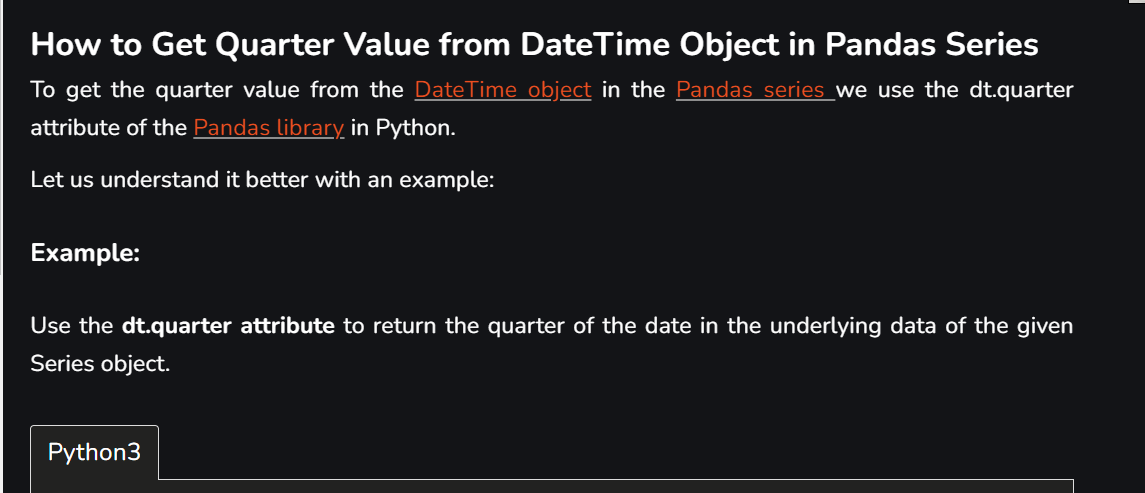 How to Get Quarter Value from DateTime Object in Pandas Series
To get the quarter value from the DateTime object in the Pandas series we use the dt.quarter
attribute of the Pandas library in Python.
Let us understand it better with an example:
Example:
Use the dt.quarter attribute to return the quarter of the date in the underlying data of the given
Series object.
Python3